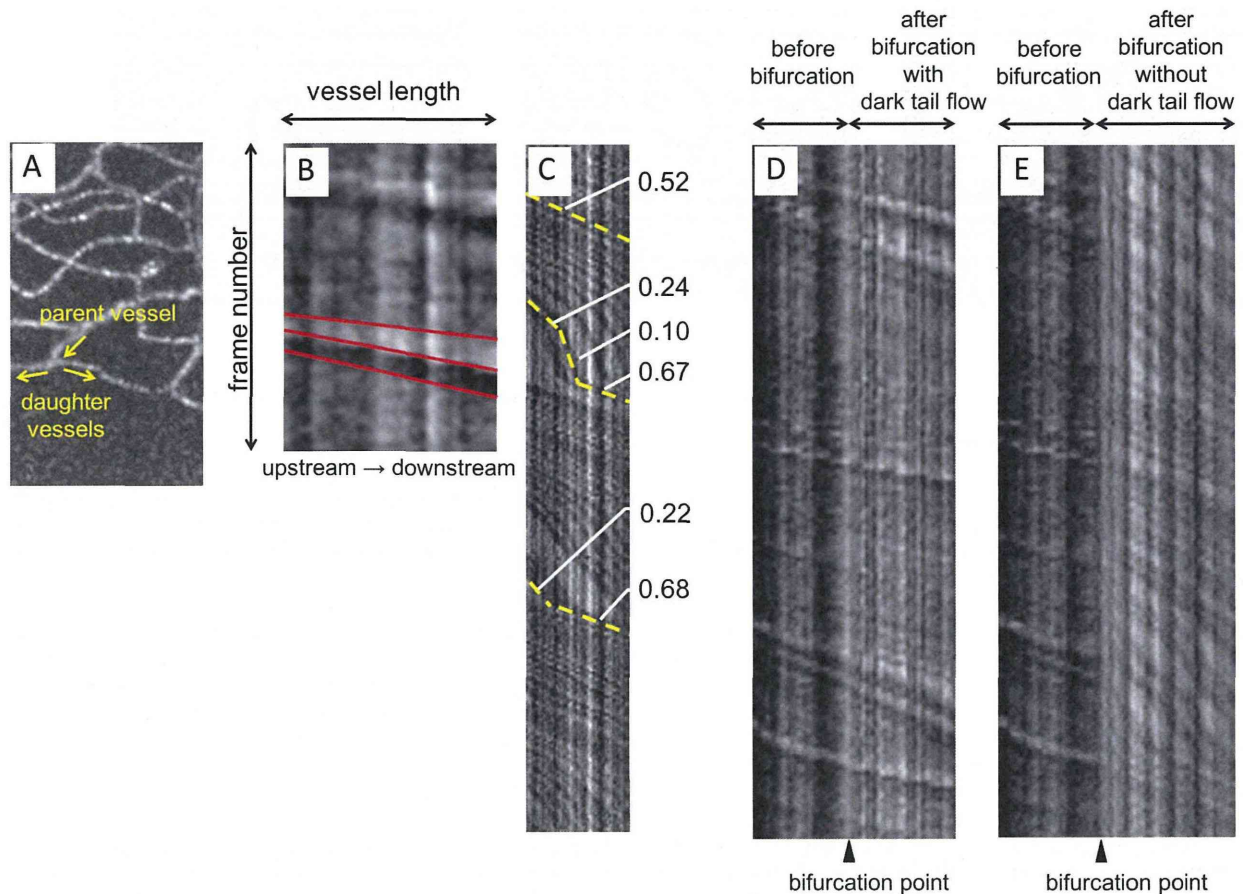 A
parent vessel
daughter
vessels
vessel length
frame number
B
upstream → downstream
C
0.52
0.24
0.10
0.67
0.22
0.68
before
bifurcation
after
bifurcation
with
dark tail flow
D
bifurcation point
before
bifurcation
after
bifurcation
without
dark tail flow
E
bifurcation point